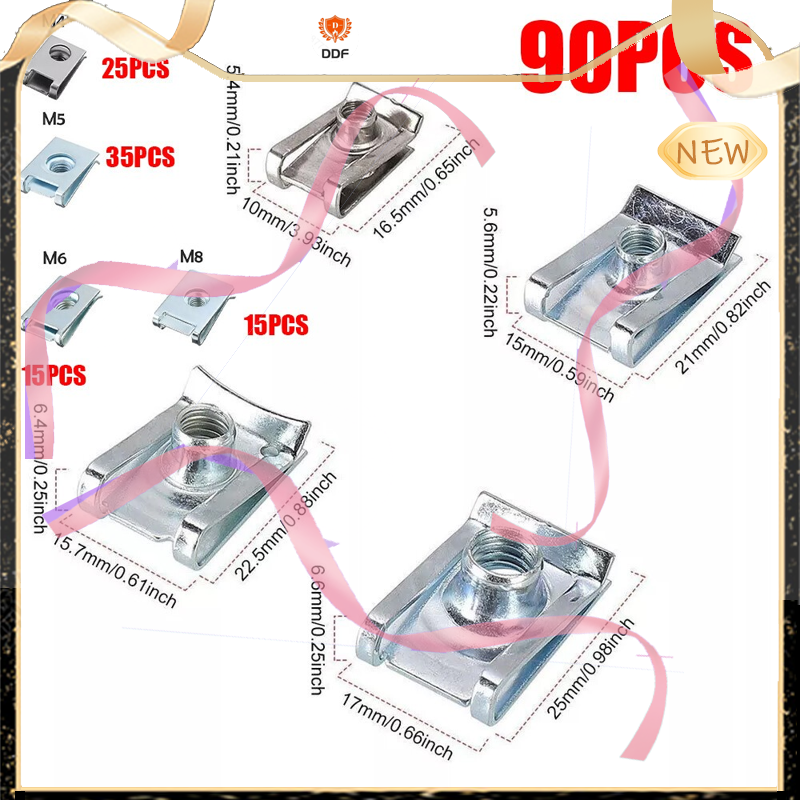 DDF
90PCS
25PCS
M5
35PCS
NEW
M6
M8
15PCS
15PCS
5.4mm/0.21inch
10mm/3.93inch
16.5mm/0.65inch
5.6mm/0.22inch
15mm/0.59inch
21mm/0.82inch
6.4mm/0.25inch
15.7mm/0.61inch
22.5mm/0.88inch
6.6mm/0.25inch
17mm/0.66inch
25mm/0.98inch